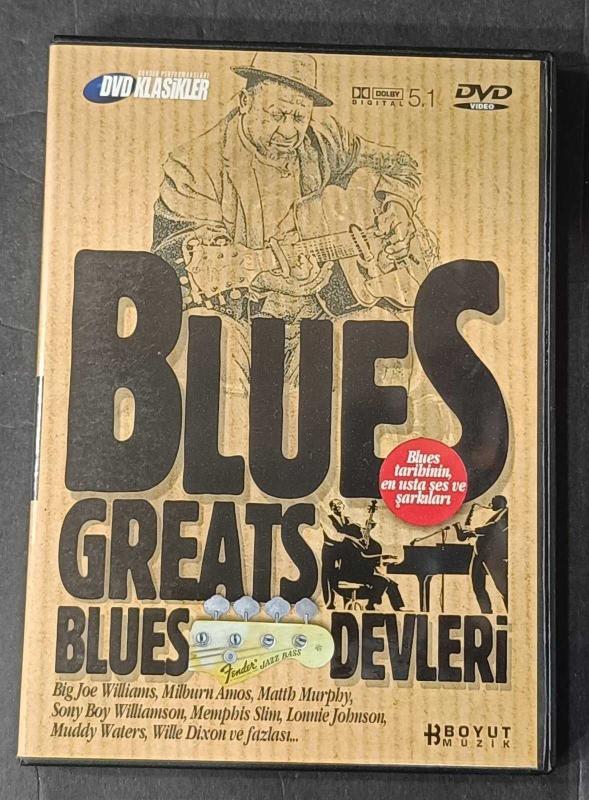 KONSER PERFORMANSLARI
DVD KLASİKLER
DOLBY
DIGITAL 5.1
DVD
VIDEO
BLUES
Blues
tarihinin,
en usta ses ve
şarkıları
GREATS
BLUES DEVLERİ
Fender JAZZ BASS
Big Joe Williams, Milburn Amos, Matth Murphy,
Sony Boy Williamson, Memphis Slim, Lonnie Johnson,
Muddy Waters, Wille Dixon ve fazlası...
BOYUT
MÜZİK